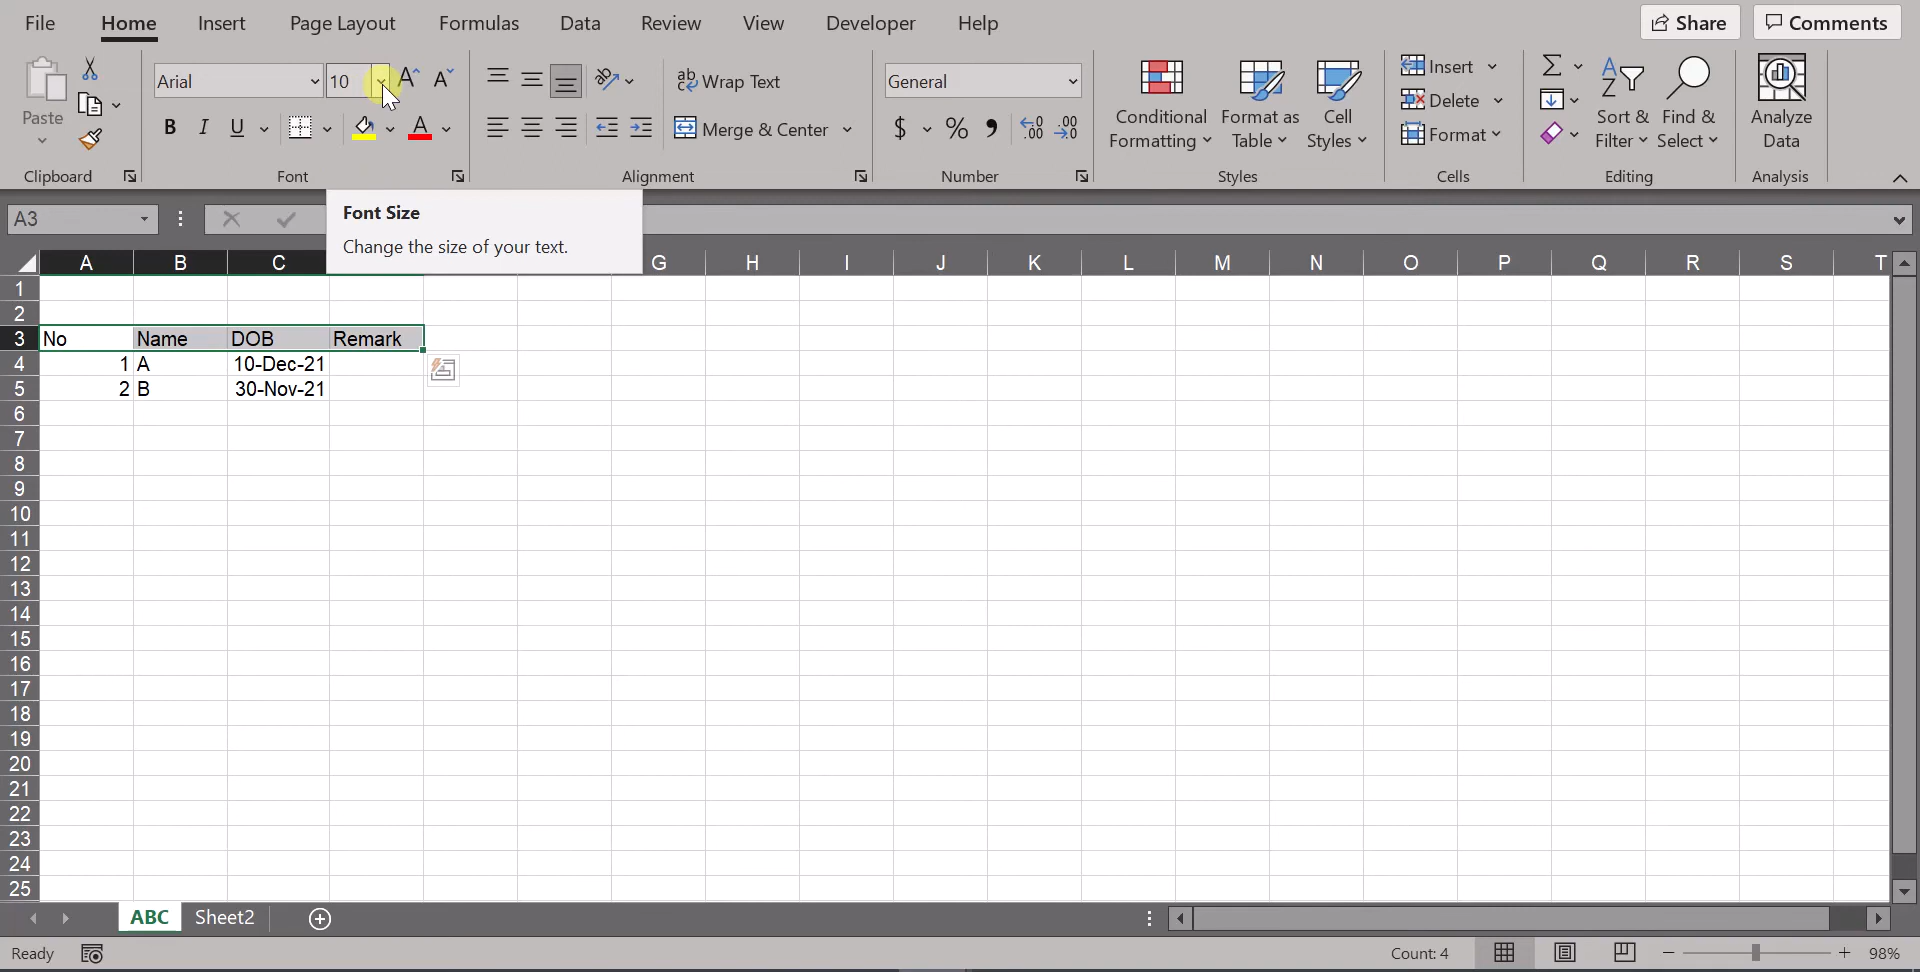 File Home Insert Page Layout Formulas Data Review View Developer Help Share Comments
Arial 10 Wrap Text General Insert
Paste Conditional Format as Cell Delete Sort & Find & Analyze
B I U A Merge & Center $ % Formatting Table Styles Format Filter Select Data
Clipboard Font Alignment Number Styles Cells Editing Analysis
A3
Font Size
Change the size of your text.
A B C G H I J K L M N O P Q R S T
1
2
3 No Name DOB Remark
4 1 A 10-Dec-21
5 2 B 30-Nov-21
6
7
8
9
10
11
12
13
14
15
16
17
18
19
20
21
22
23
24
25
ABC Sheet2
Ready Count: 4 98%